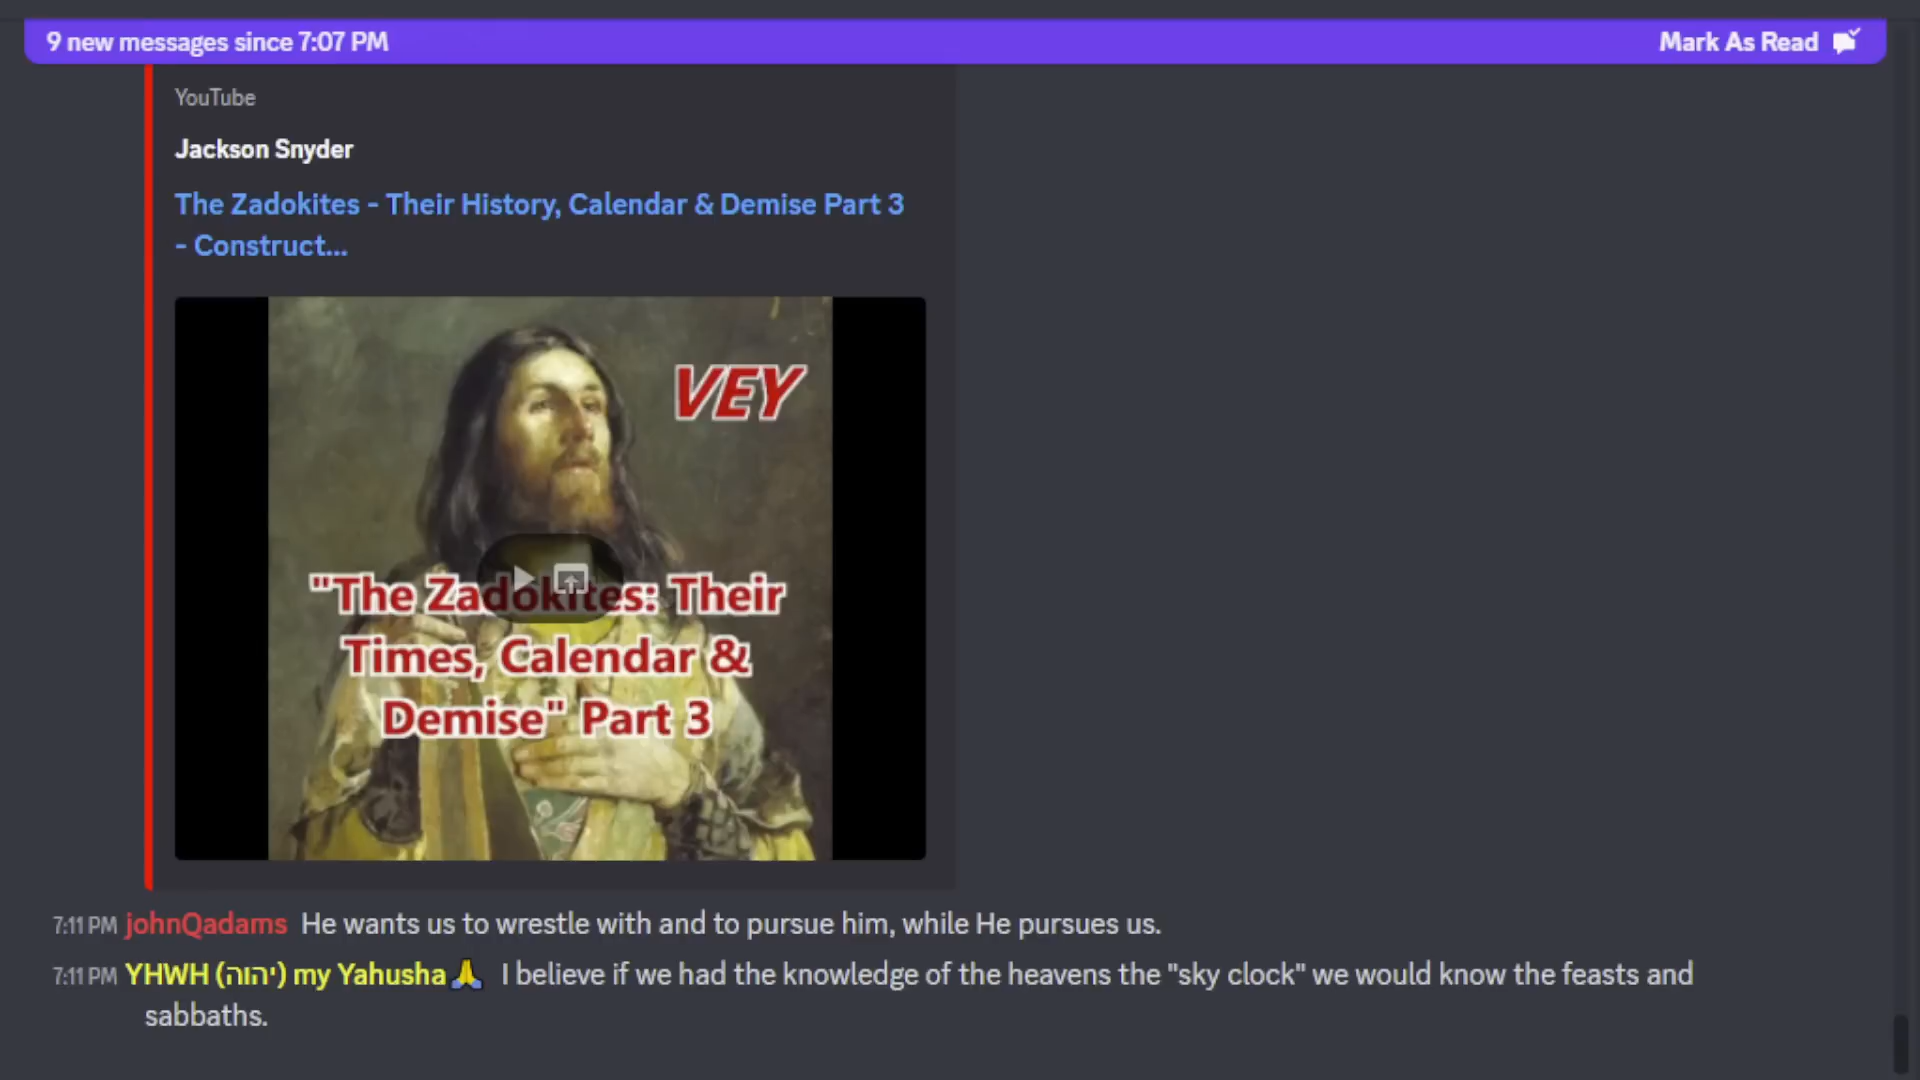 9 new messages since 7:07 PM
Mark As Read
YouTube
Jackson Snyder
The Zadokites - Their History, Calendar & Demise Part 3
- Construct...
VEY
"The Zadokites: Their
Times, Calendar &
Demise" Part 3
7:11 PM johnQadams He wants us to wrestle with and to pursue him, while He pursues us.
7:11 PM YHWH (יהוה) my Yahusha🙏 I believe if we had the knowledge of the heavens the "sky clock" we would know the feasts and
sabbaths.